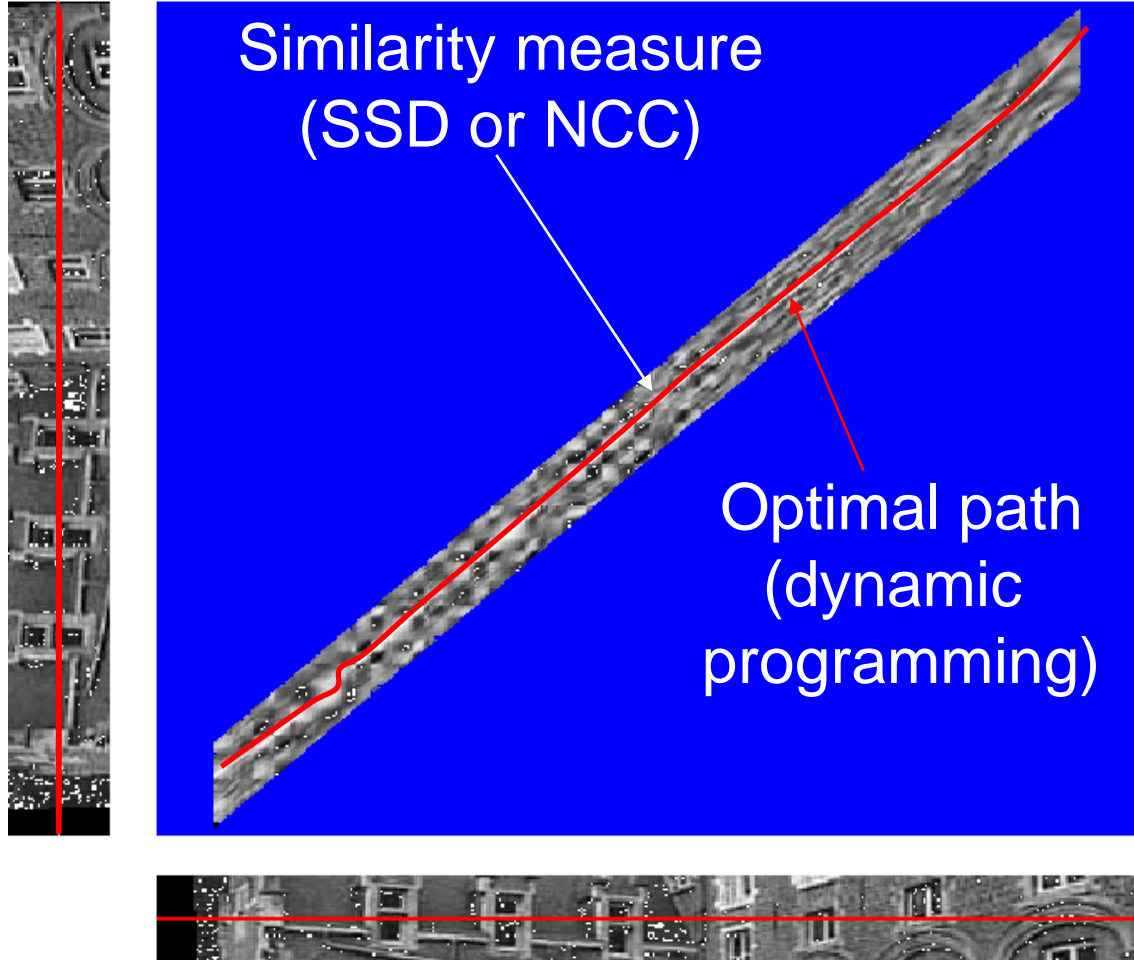 Similarity measure
(SSD or NCC)
Optimal path
(dynamic
programming)